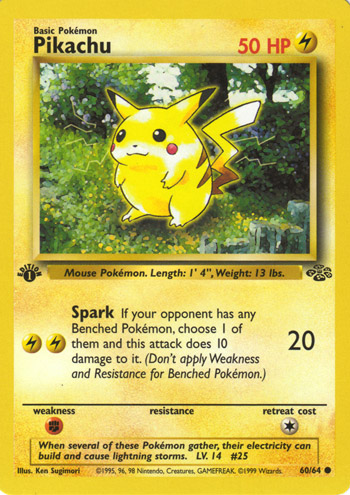 Basic Pokémon
Pikachu 50 HP
EDITION 1
Mouse Pokémon. Length: 1' 4", Weight: 13 lbs.
Spark If your opponent has any
Benched Pokémon, choose 1 of
them and this attack does 10
damage to it. (Don't apply Weakness
and Resistance for Benched Pokémon.)
20
weakness resistance retreat cost
When several of these Pokémon gather, their electricity can
build and cause lightning storms. LV. 14 #25
Illus. Ken Sugimori ©1995, 96, 98 Nintendo, Creatures, GAMEFREAK. ©1999 Wizards. 60/64